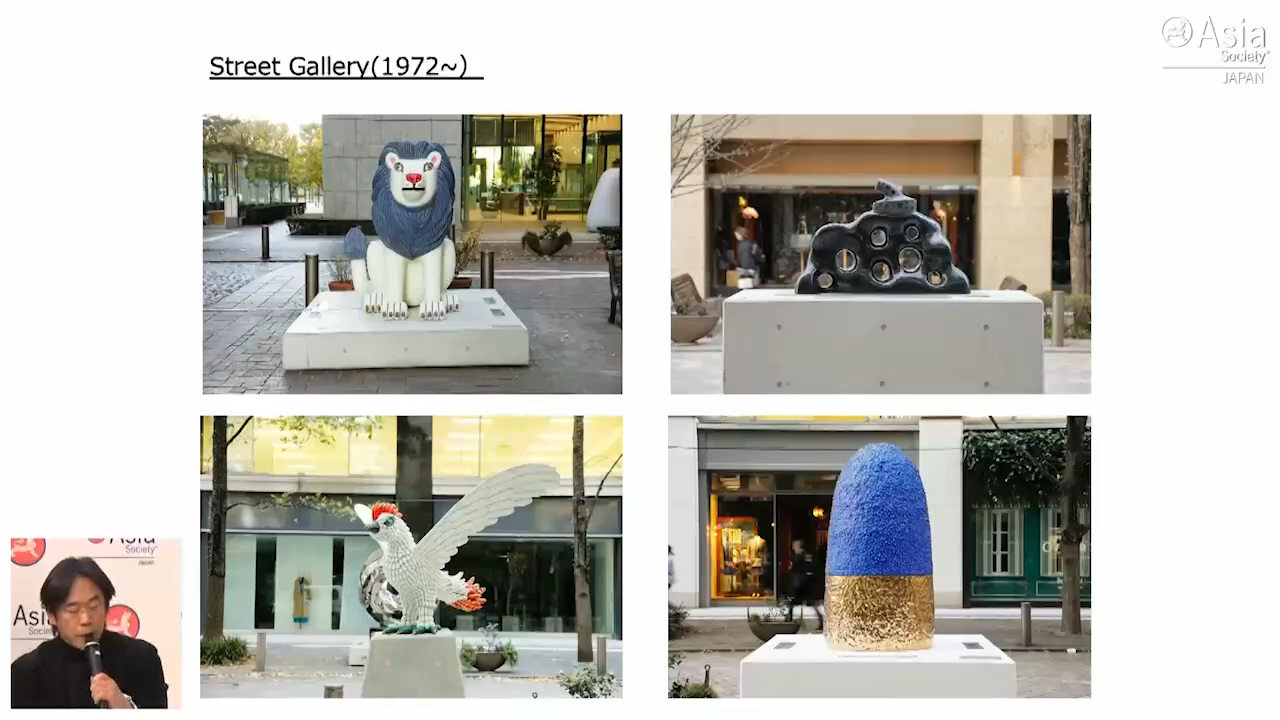 Street Gallery(1972~)
Asia
Society
JAPAN
Asia
Society
JAPAN
Asia
Society